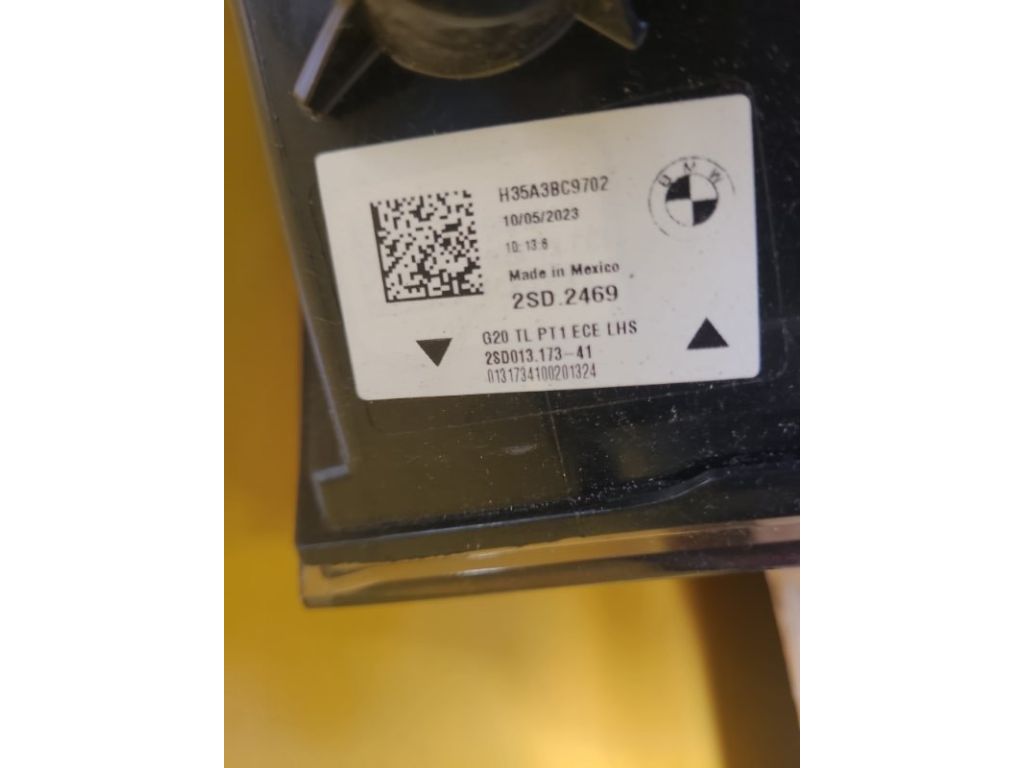 H35A3BC9702
BMW
10/05/2023
10:13:6
Made in Mexico
2SD.2469
G20 TL PT1 ECE LHS
2SD013.173-41
0131734100201324